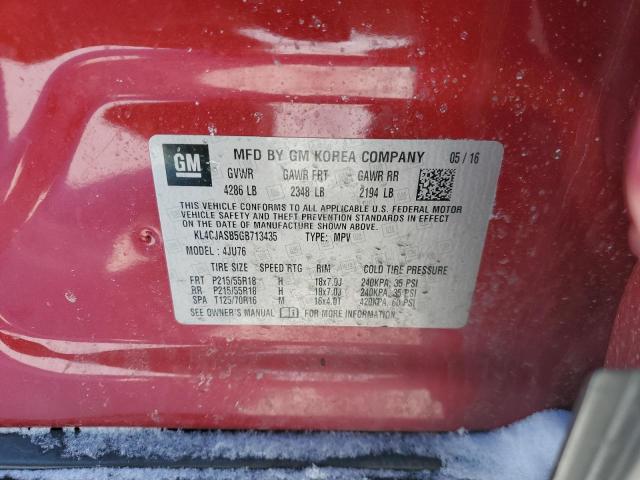 GM
MFD BY GM KOREA COMPANY 05/16
GVWR GAWR FRT GAWR RR
4286 LB 2348 LB 2194 LB
THIS VEHICLE CONFORMS TO ALL APPLICABLE U.S. FEDERAL MOTOR
VEHICLE SAFETY AND THEFT PREVENTION STANDARDS IN EFFECT
ON THE DATE OF MANUFACTURE SHOWN ABOVE.
KL4CJASB5GB713435 TYPE: MPV
MODEL: 4JU76
TIRE SIZE SPEED RTG RIM COLD TIRE PRESSURE
FRT P215/55R18 H 18x7.0J 240KPA, 35 PSI
RR P215/55R18 H 18x7.0J 240KPA, 35 PSI
SPA T125/70R16 M 16x4.0T 420KPA, 60 PSI
SEE OWNER'S MANUAL FOR MORE INFORMATION.